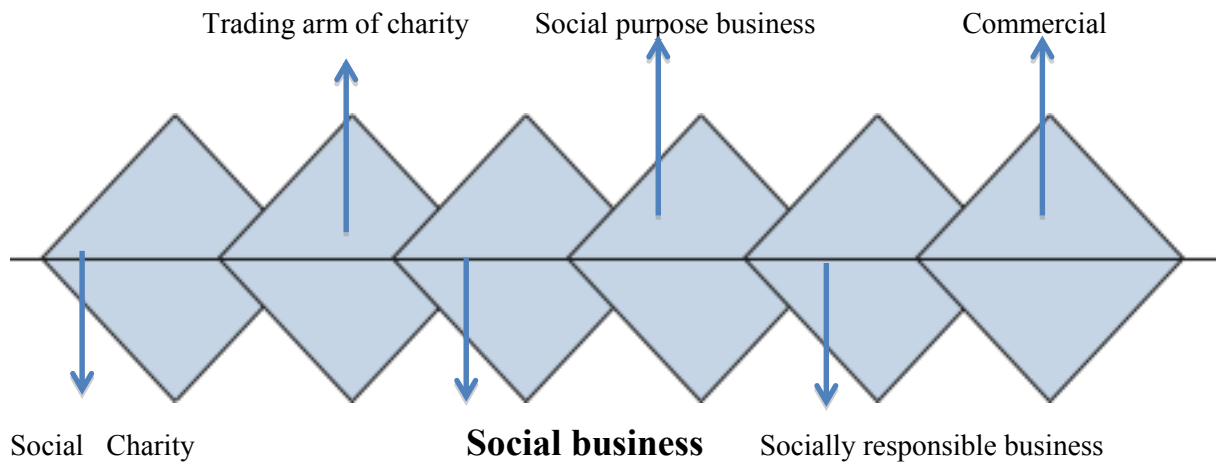 Trading arm of charity Social purpose business Commercial
Social Charity Social business Socially responsible business